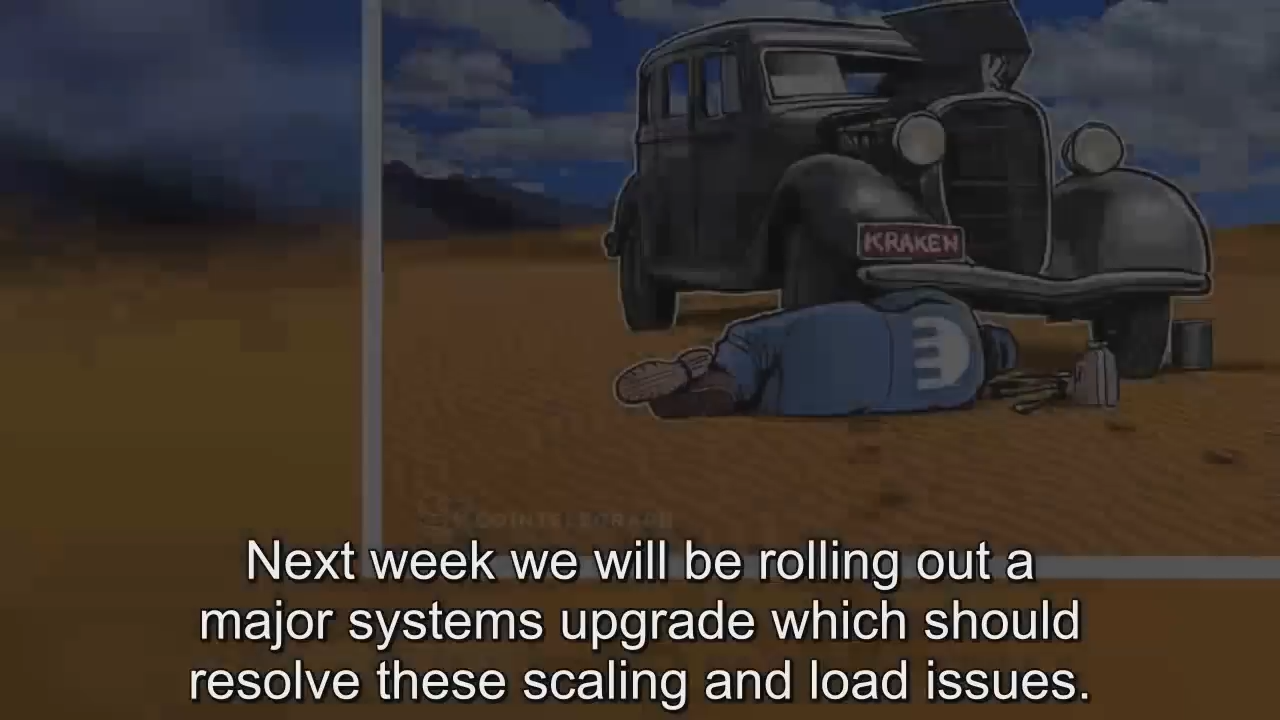 KRAKEN
COINTELEGRAPH
Next week we will be rolling out a
major systems upgrade which should
resolve these scaling and load issues.